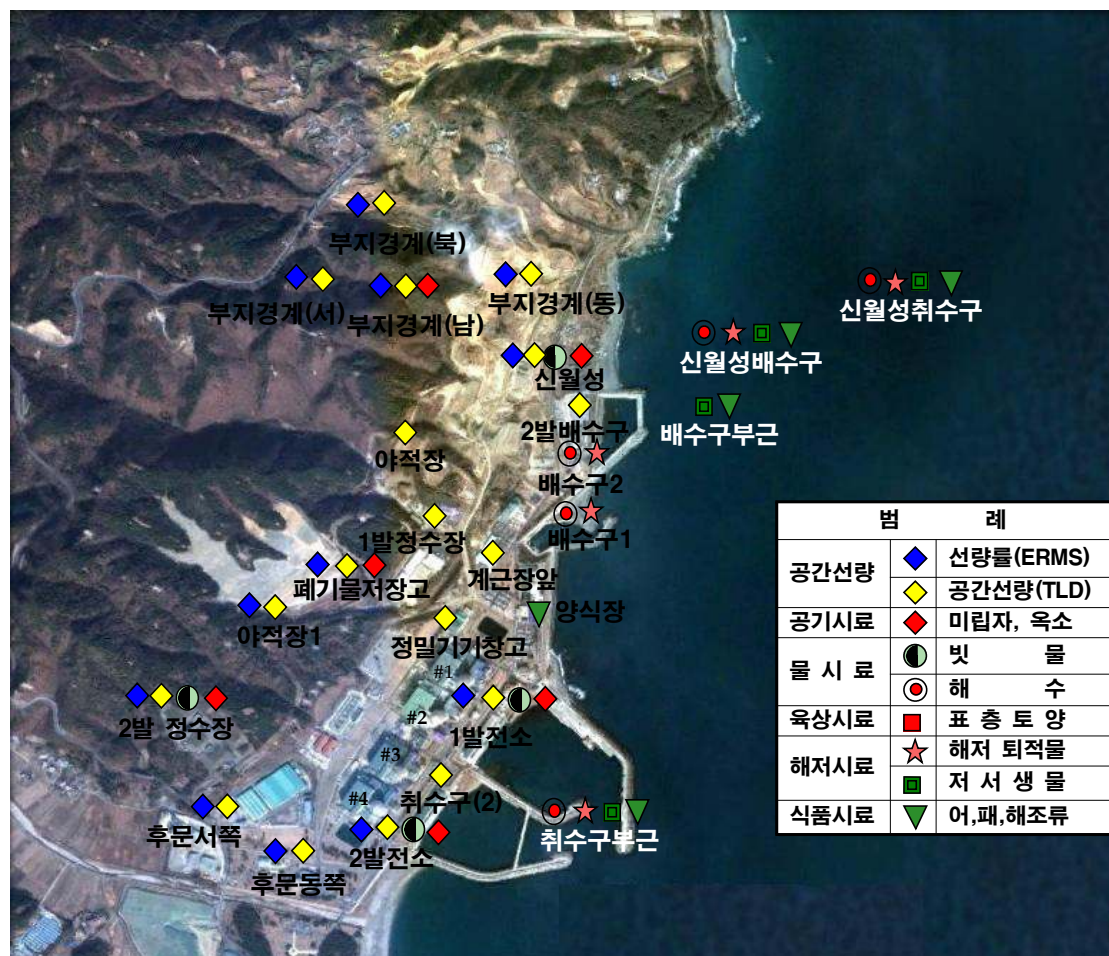 부지경계(북)
부지경계(서)
부지경계(남)
부지경계(동)
신월성취수구
신월성배수구
신월성
2발배수구
배수구부근
야적장
배수구2
1발정수장
배수구1
폐기물저장고
계근장앞
야적장1
양식장
정밀기기창고
#1
#2
2발 정수장
1발전소
#3
#4
취수구(2)
후문서쪽
2발전소
취수구부근
후문동쪽
범 례
공간선량
선량률(ERMS)
공간선량(TLD)
공기시료
미립자, 옥소
물 시 료
빗 물
해 수
육상시료
표 층 토 양
해저시료
해저 퇴적물
저 서 생 물
식품시료
어,패,해조류